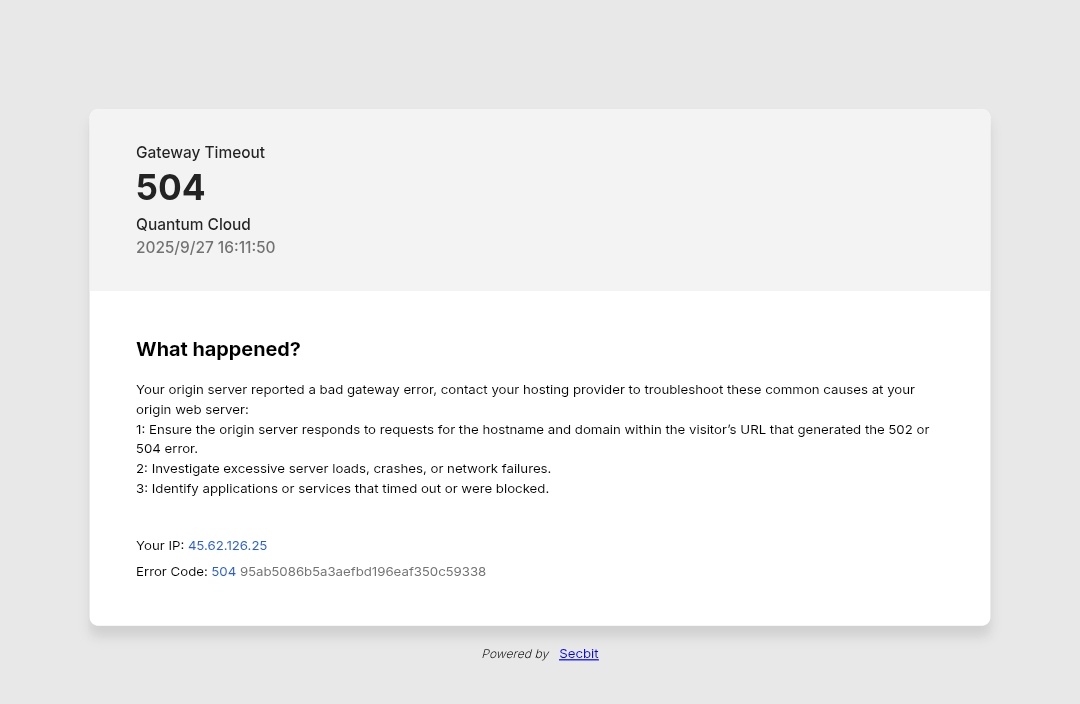 Gateway Timeout
504
Quantum Cloud
2025/9/27 16:11:50
What happened?
Your origin server reported a bad gateway error, contact your hosting provider to troubleshoot these common causes at your
origin web server:
1: Ensure the origin server responds to requests for the hostname and domain within the visitor’s URL that generated the 502 or
504 error.
2: Investigate excessive server loads, crashes, or network failures.
3: Identify applications or services that timed out or were blocked.
Your IP: 45.62.126.25
Error Code: 504 95ab5086b5a3aefbd196eaf350c59338
Powered by Secbit